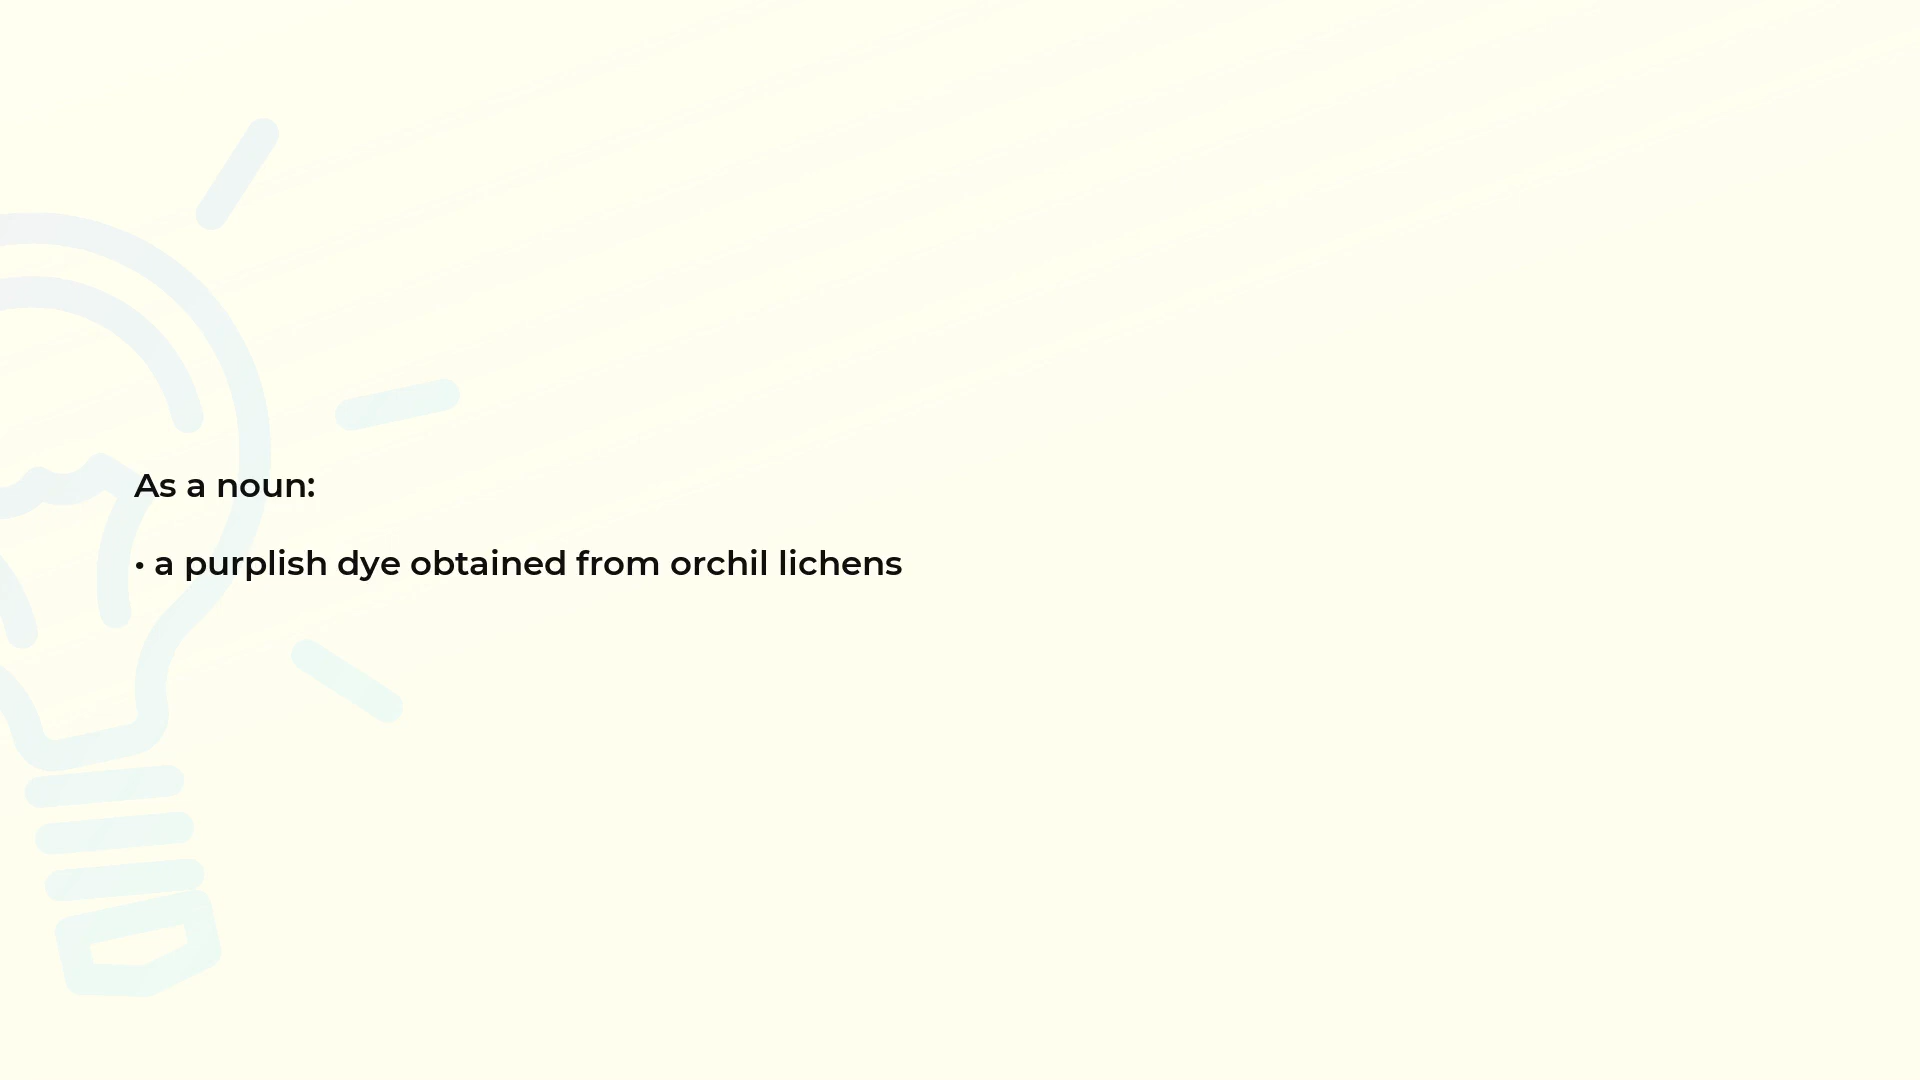 As a noun:
• a purplish dye obtained from orchil lichens